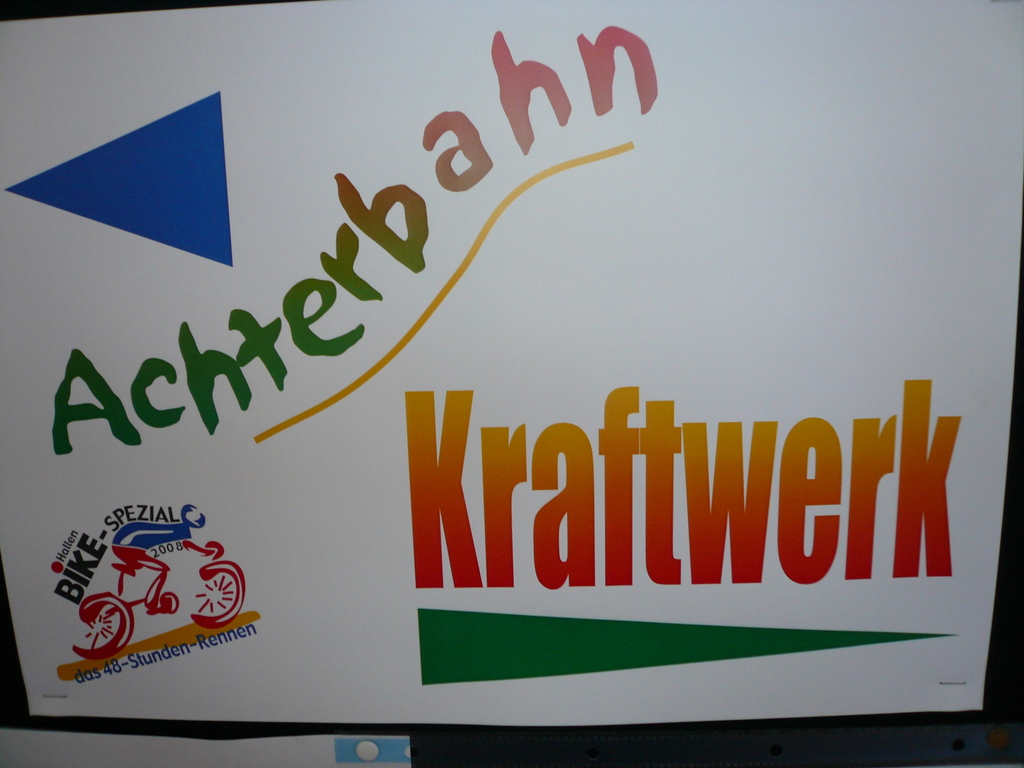 Achterbahn
Kraftwerk
Hallen
BIKE-SPEZIAL
2008
das 48-Stunden-Rennen